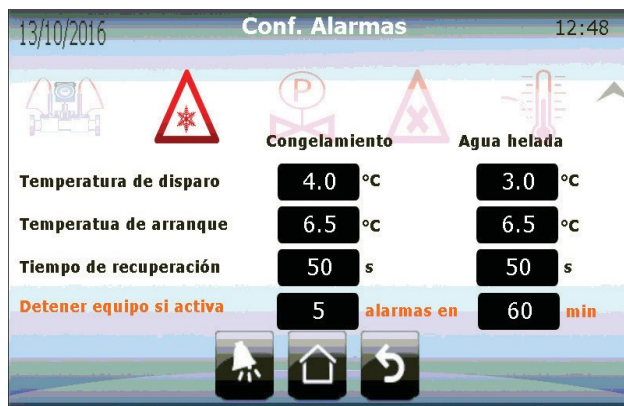 13/10/2016 Conf. Alarmas 12:48
P
Congelamiento Agua helada
Temperatura de disparo 4.0 °C 3.0 °C
Temperatua de arranque 6.5 °C 6.5 °C
Tiempo de recuperación 50 s 50 s
Detener equipo si activa 5 alarmas en 60 min